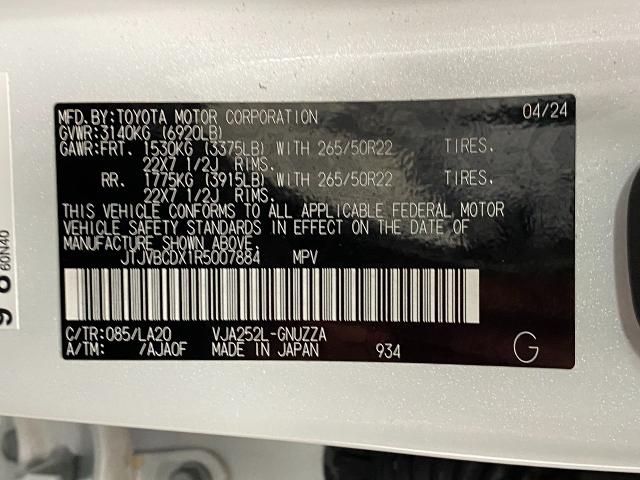 MFD.BY:TOYOTA MOTOR CORPORATION 04/24
GVWR:3140KG (6920LB)
GAWR:FRT. 1530KG (3375LB) WITH 265/50R22 TIRES.
22X7 1/2J RIMS.
RR. 1775KG (3915LB) WITH 265/50R22 TIRES.
22X7 1/2J RIMS.
THIS VEHICLE CONFORMS TO ALL APPLICABLE FEDERAL MOTOR
VEHICLE SAFETY STANDARDS IN EFFECT ON THE DATE OF
MANUFACTURE SHOWN ABOVE.
JTJVBCDX1R5007884 MPV
C/TR:085/LA20 VJA252L-GNUZZA
A/TM: /AJA0F MADE IN JAPAN 934 G
60N40